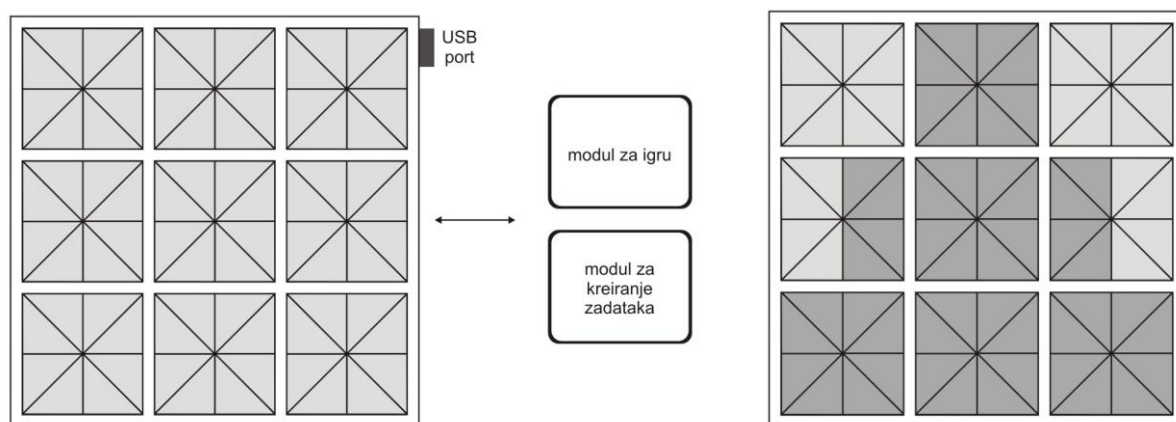 USB
port
modul za igru
modul za
kreiranje
zadataka